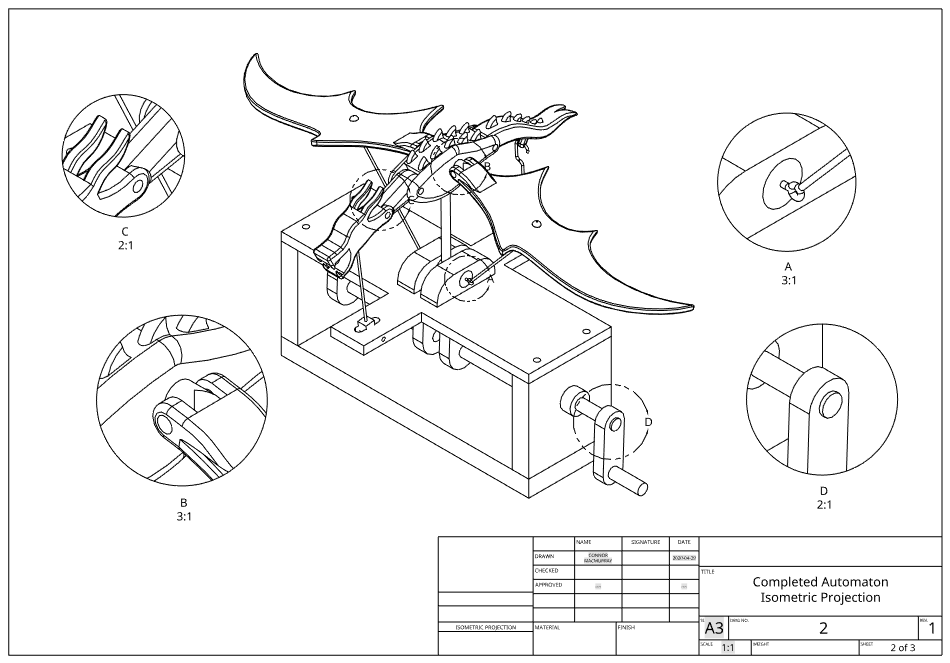 C
2:1
B
A
3:1
A
D
B
3:1
D
2:1
NAME
SIGNATURE
DATE
DRAWN
CONNOR
MACMURRAY
2020-04-29
CHECKED
APPROVED
TITLE
Completed Automaton
Isometric Projection
ISOMETRIC PROJECTION
MATERIAL
FINISH
A3
DWG NO.
2
REV.
1
SCALE
1:1
WEIGHT
SHEET
2 of 3